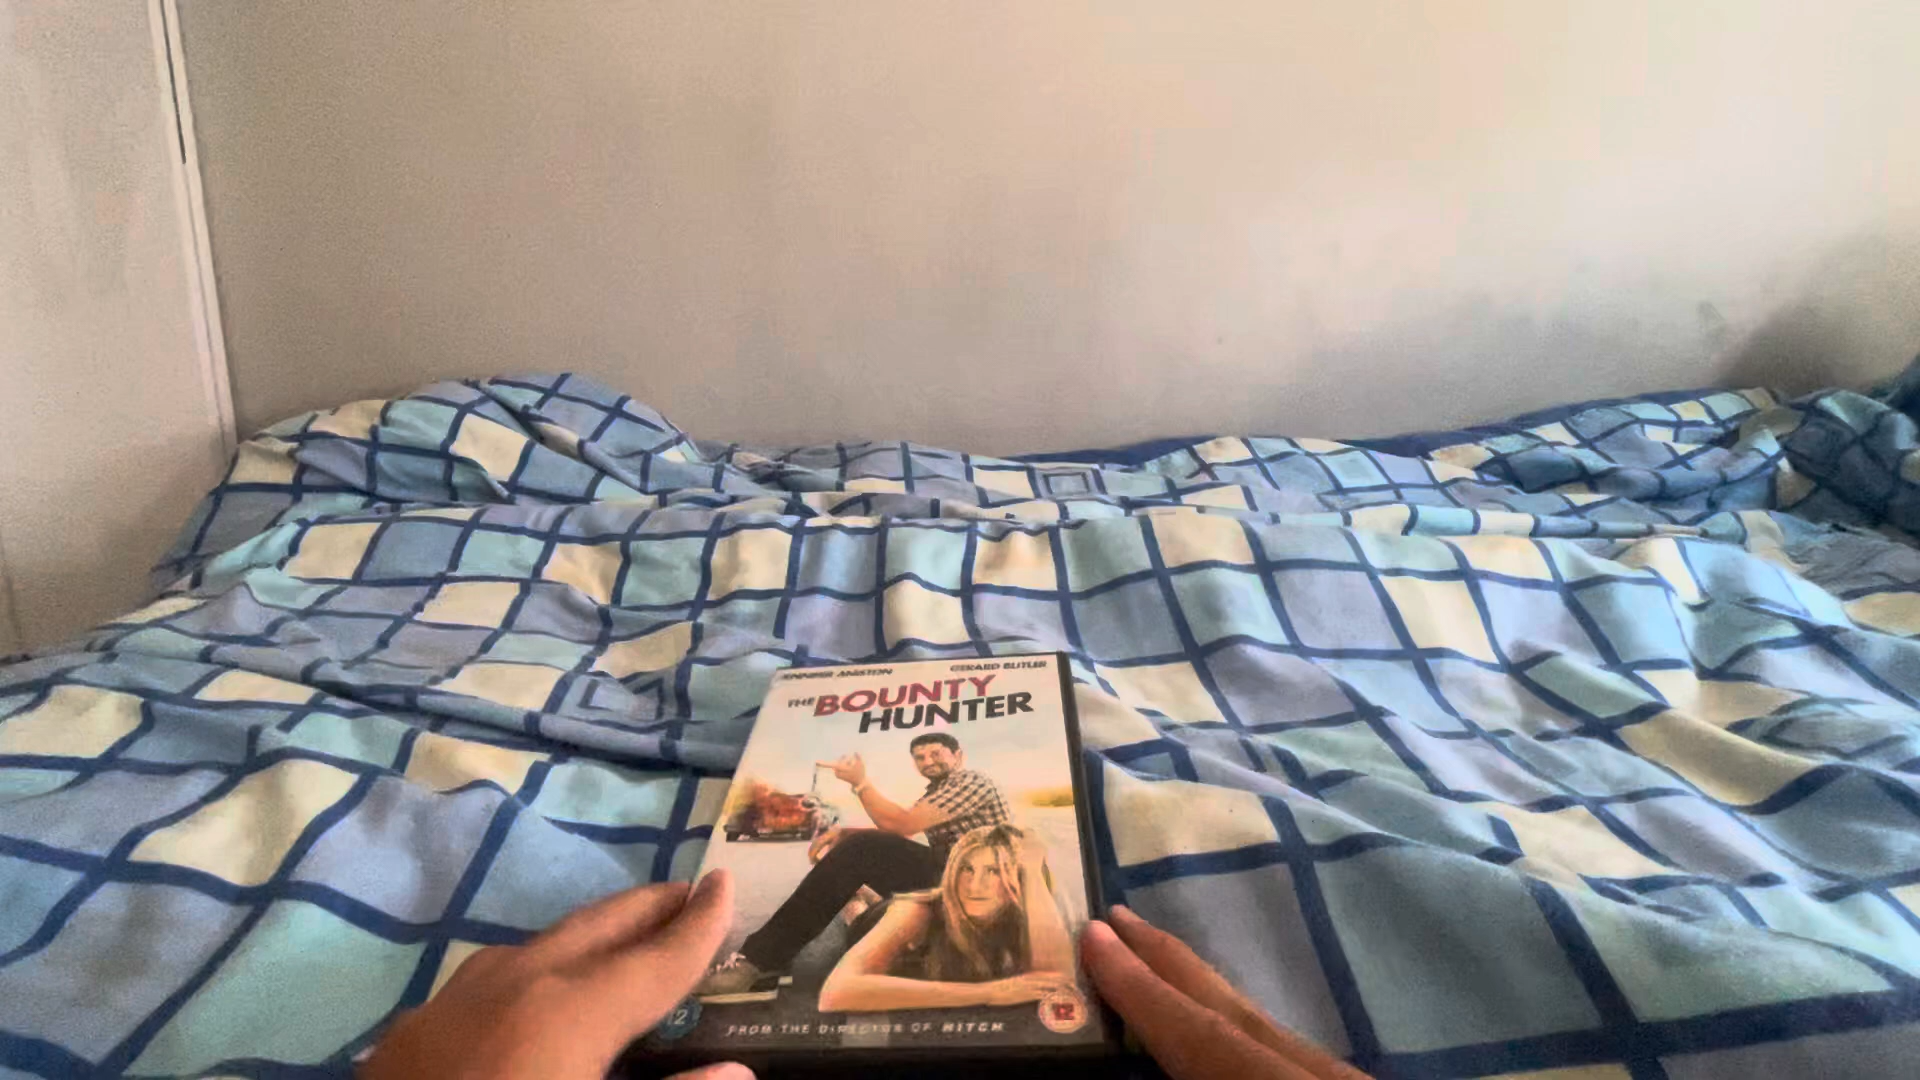 JENNIFER ANISTON GERARD BUTLER
THE BOUNTY
HUNTER
12
FROM THE DIRECTOR OF HITCH
12